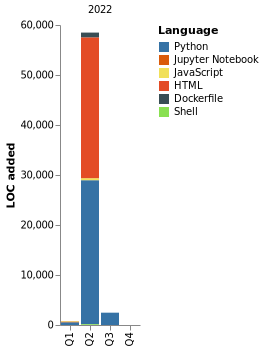 2022
Language
Python
Jupyter Notebook
JavaScript
HTML
Dockerfile
Shell
LOC added
60,000
50,000
40,000
30,000
20,000
10,000
0
Q1
Q2
Q3
Q4